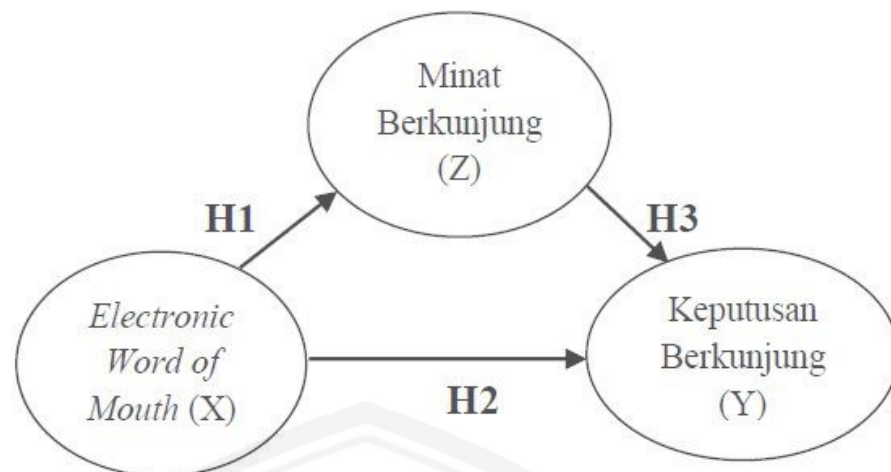 Minat
Berkunjung
(Z)
H1
H3
Electronic
Word of
Mouth (X)
Keputusan
Berkunjung
(Y)
H2